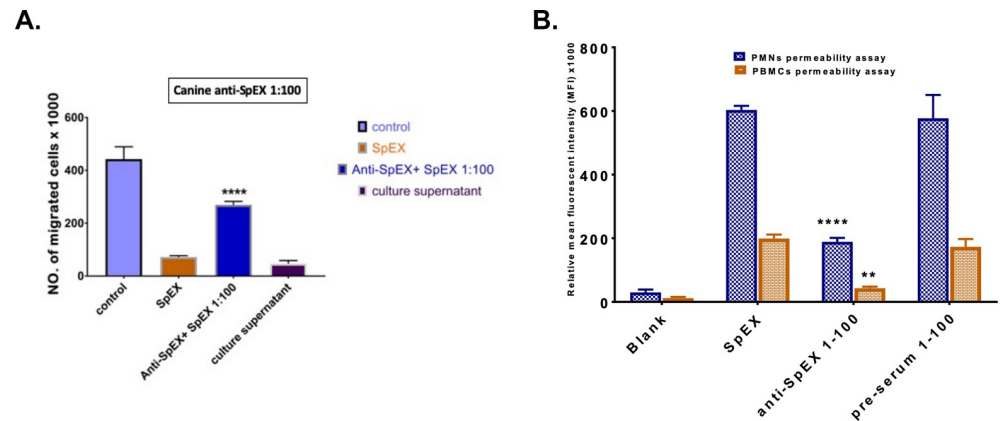 A.
Canine anti-SpEX 1:100
NO. of migrated cells x 1000
800
600
400
200
0
****
control
SpEX
Anti-SpEX+ SpEX 1:100
culture supernatant
control
SpEX
Anti-SpEX+ SpEX 1:100
culture supernatant
B.
Relative mean fluorescent intensity (MFI) x1000
800
600
400
200
0
PMNs permeability assay
PBMCs permeability assay
****
**
Blank
SpEX
anti-SpEX 1-100
pre-serum 1-100